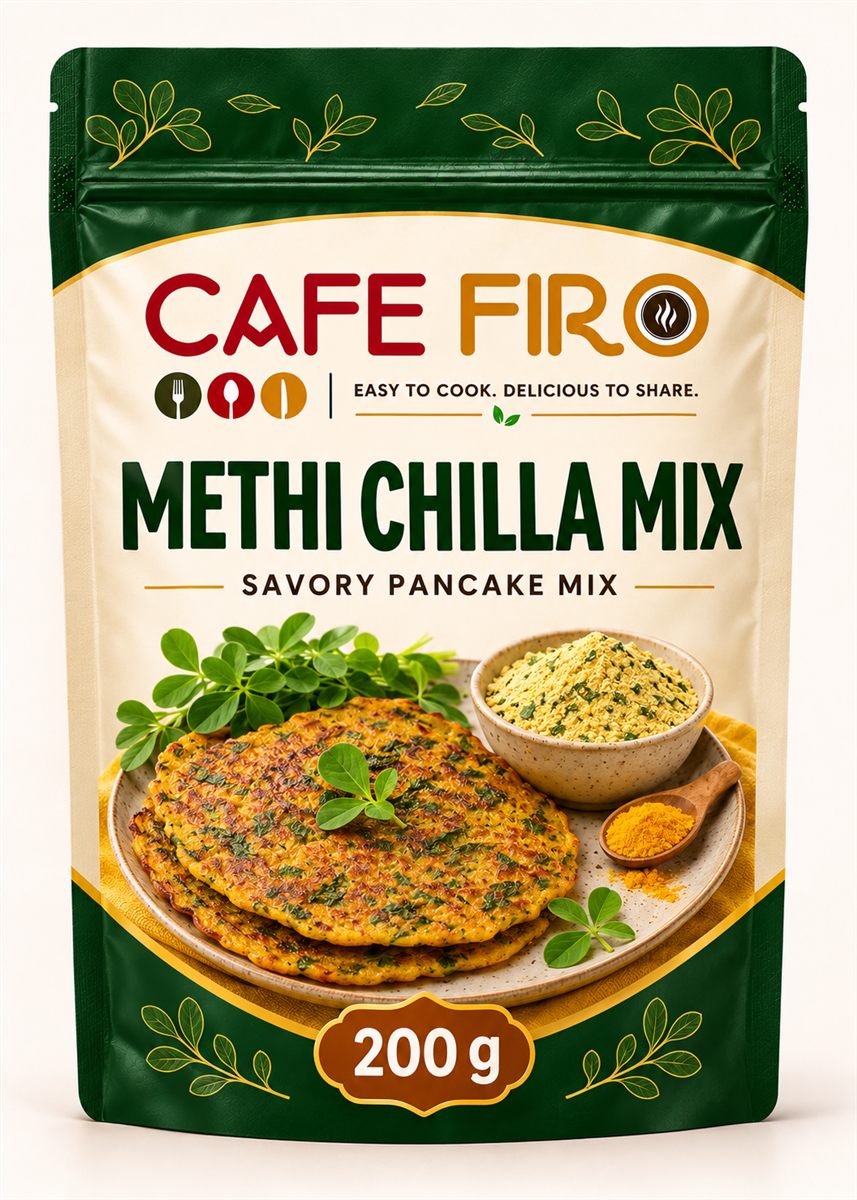 CAFE FIRO
EASY TO COOK. DELICIOUS TO SHARE.
METHI CHILLA MIX
SAVORY PANCAKE MIX
200 g